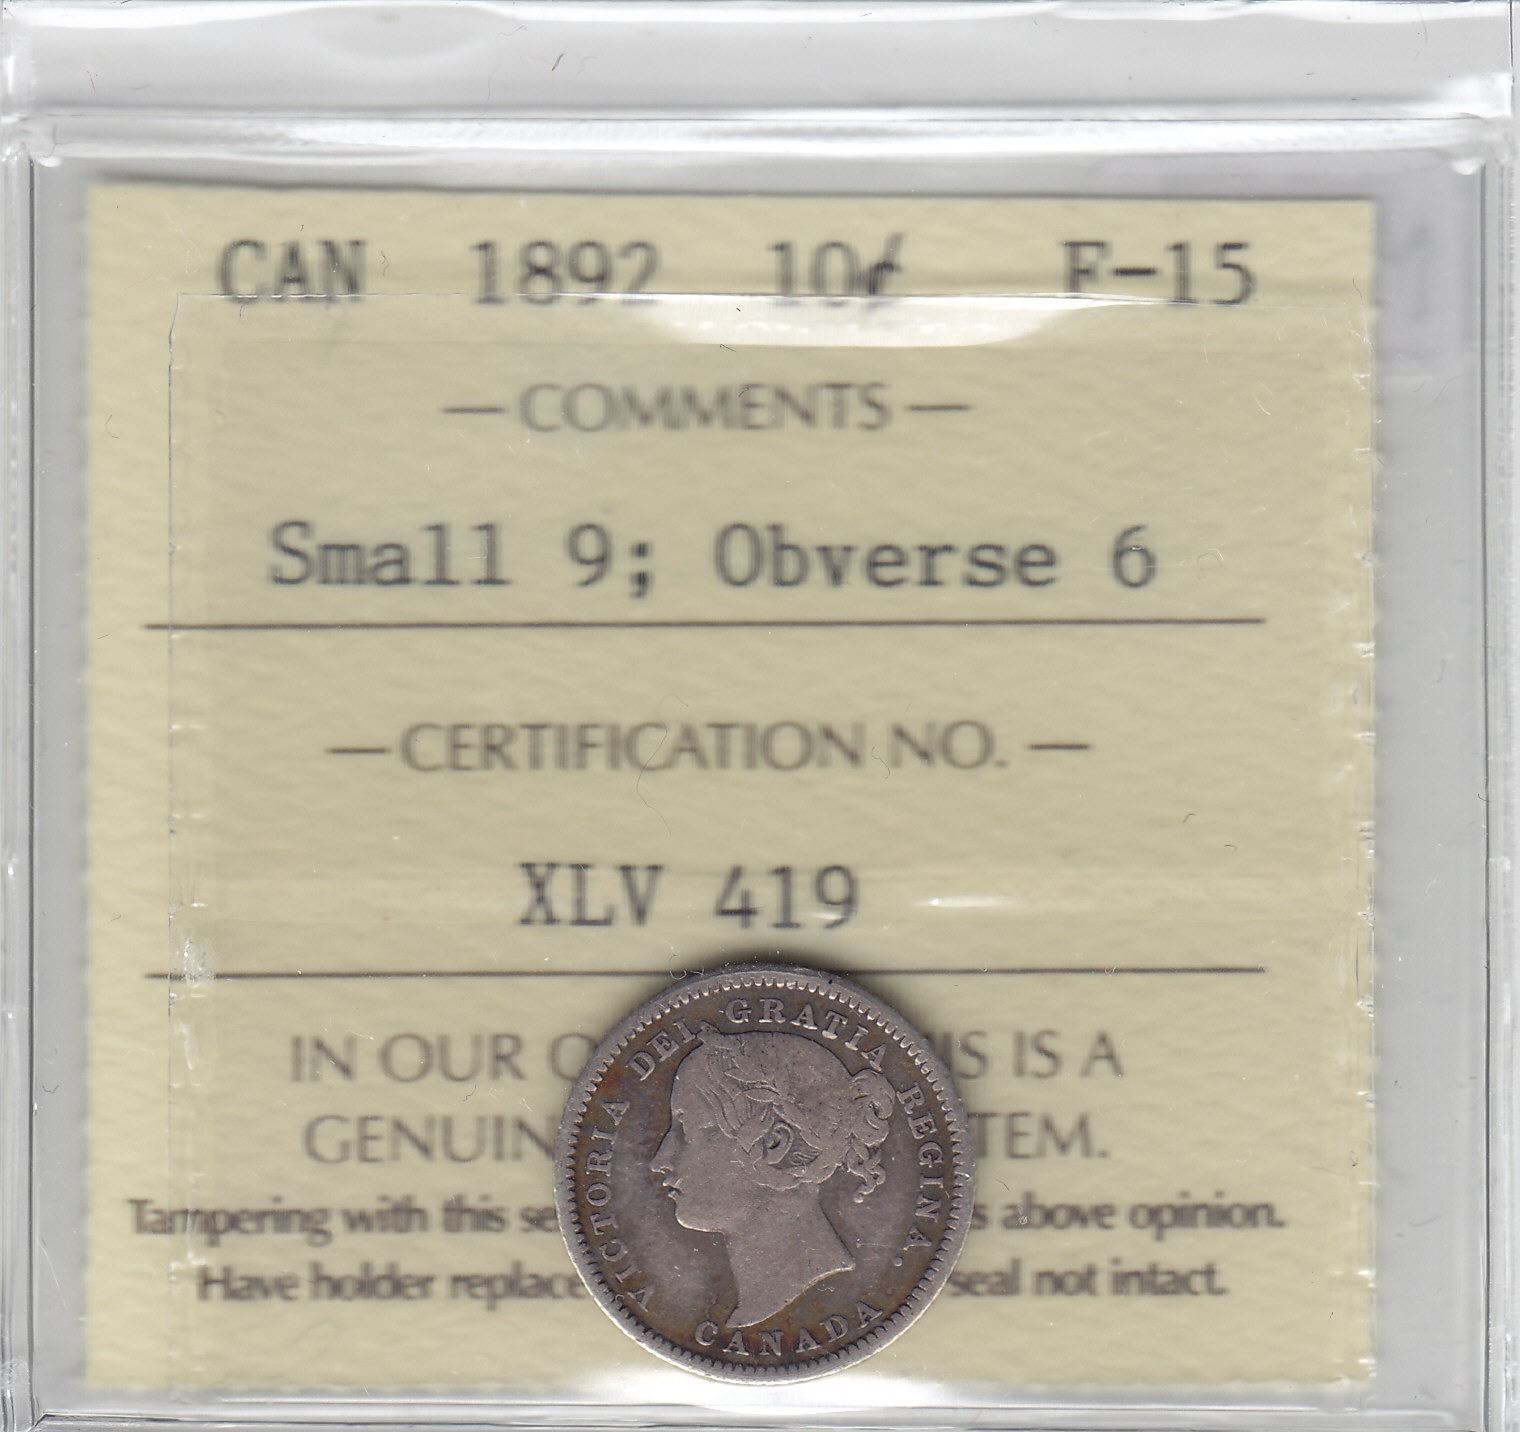 CAN 1892 10¢ F-15
— COMMENTS —
Small 9; Obverse 6
— CERTIFICATION NO. —
XLV 419
IN OUR O IS IS A
GENUIN TEM.
Tampering with this se s above opinion.
Have holder replace seal not intact.
VICTORIA DEI GRATIA REGINA.
CANADA